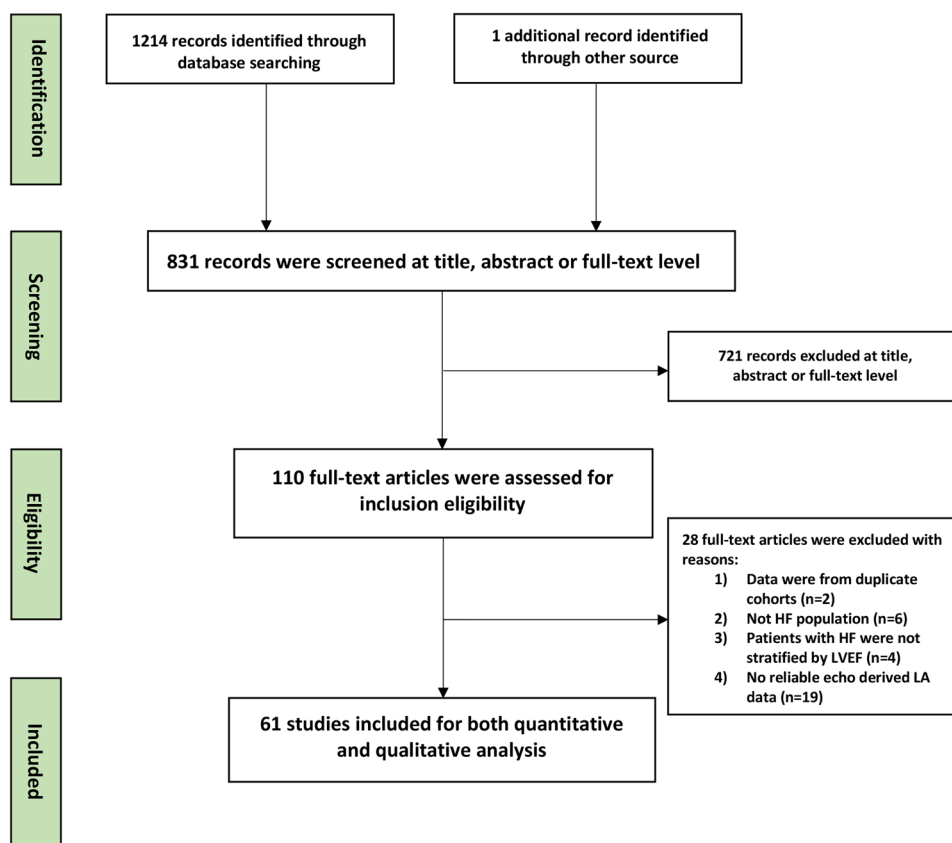 Identification
1214 records identified through
database searching
1 additional record identified
through other source
Screening
831 records were screened at title, abstract or full-text level
721 records excluded at title,
abstract or full-text level
Eligibility
110 full-text articles were assessed for
inclusion eligibility
28 full-text articles were excluded with
reasons:
1) Data were from duplicate
cohorts (n=2)
2) Not HF population (n=6)
3) Patients with HF were not
stratified by LVEF (n=4)
4) No reliable echo derived LA
data (n=19)
Included
61 studies included for both quantitative
and qualitative analysis